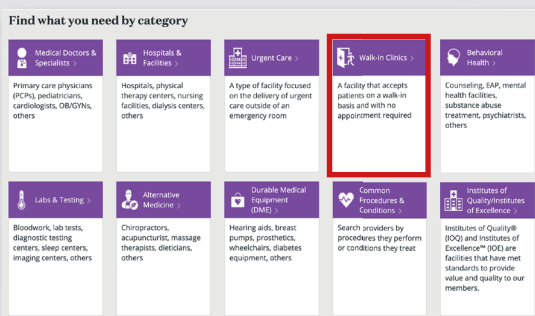 Find what you need by category
Medical Doctors &
Specialists >
Primary care physicians
(PCPs), pediatricians,
cardiologists, OB/GYNs,
others
Hospitals &
Facilities >
Hospitals, physical
therapy centers, nursing
facilities, dialysis centers,
others
Urgent Care >
A type of facility focused
on the delivery of urgent
care outside of an
emergency room
Walk-In Clinics >
A facility that accepts
patients on a walk-in
basis and with no
appointment required
Behavioral
Health >
Counseling, EAP, mental
health facilities,
substance abuse
treatment, psychiatrists,
others
Labs & Testing >
Bloodwork, lab tests,
diagnostic testing
centers, sleep centers,
imaging centers, others
Alternative
Medicine >
Chiropractors,
acupuncturist, massage
therapists, dieticians,
others
Durable Medical
Equipment
(DME) >
Hearing aids, breast
pumps, prosthetics,
wheelchairs, diabetes
equipment, others
Common
Procedures &
Conditions >
Search providers by
procedures they perform
or conditions they treat
Institutes of
Quality/Institutes
of Excellence >
Institutes of Quality®
(IOQ) and Institutes of
Excellence™ (IOE) are
facilities that have met
standards to provide
value and quality to our
members.